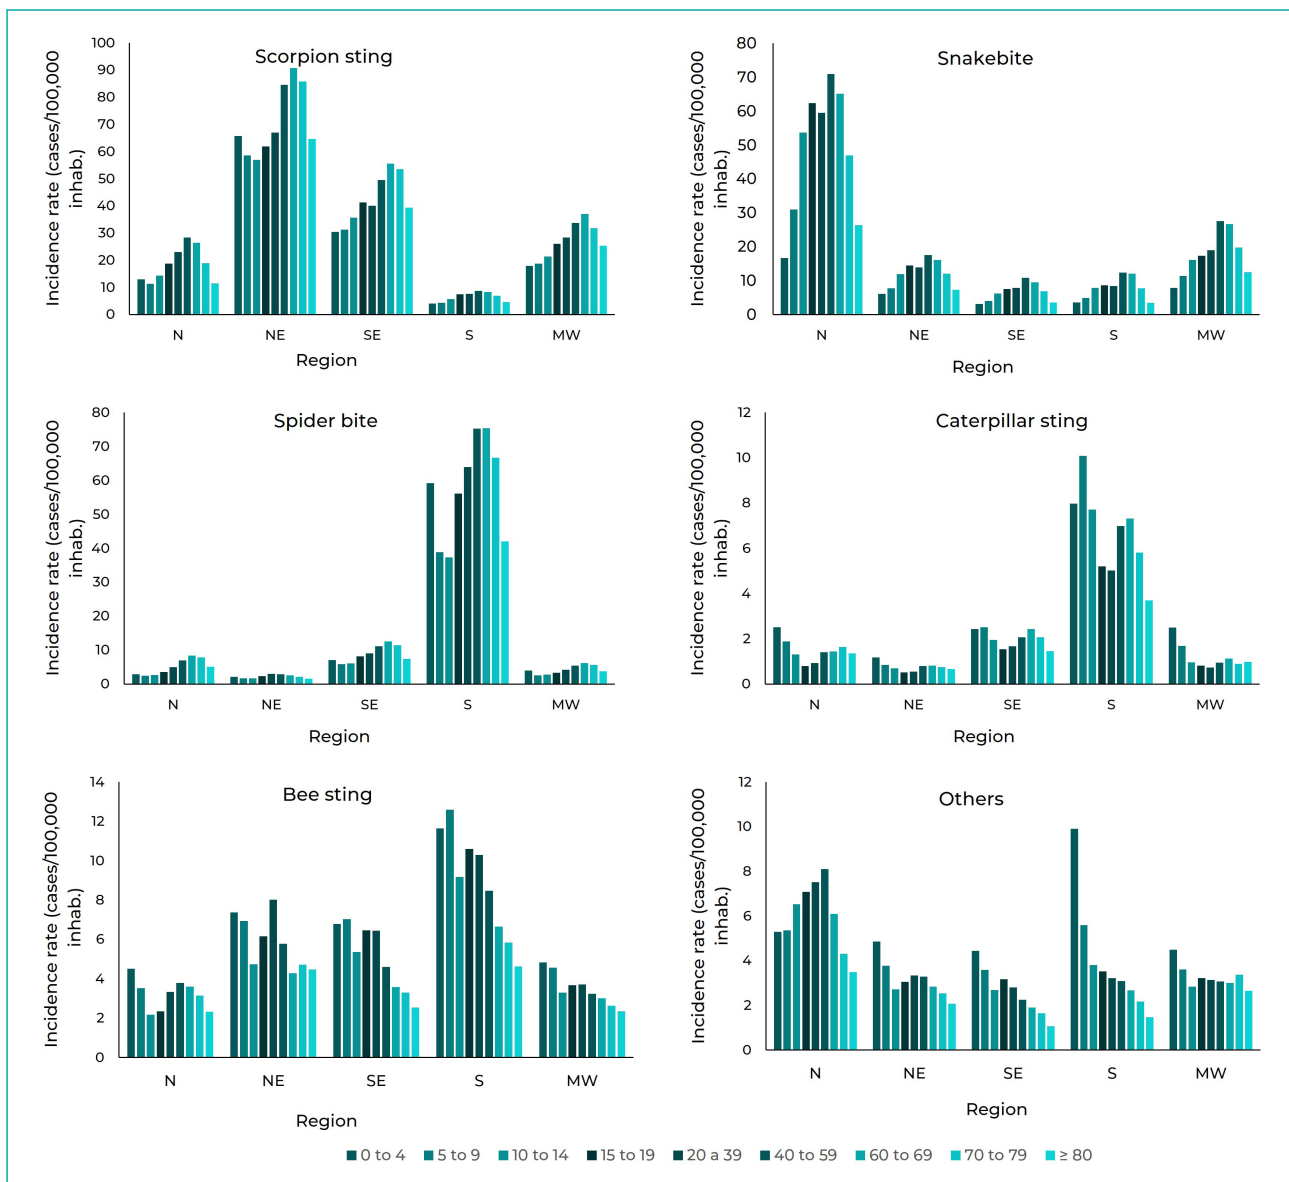 Scorpion sting
Incidence rate (cases/100,000
inhab.)
100
90
80
70
60
50
40
30
20
10
0
N NE SE S MW
Region
Snakebite
Incidence rate (cases/100,000
inhab.)
80
70
60
50
40
30
20
10
0
N NE SE S MW
Region
Spider bite
Incidence rate (cases/100,000
inhab.)
80
70
60
50
40
30
20
10
0
N NE SE S MW
Region
Caterpillar sting
Incidence rate (cases/100,000
inhab.)
12
10
8
6
4
2
0
N NE SE S MW
Region
Bee sting
Incidence rate (cases/100,000
inhab.)
14
12
10
8
6
4
2
0
N NE SE S MW
Region
Others
Incidence rate (cases/100,000
inhab.)
12
10
8
6
4
2
0
N NE SE S MW
Region
0 to 4 5 to 9 10 to 14 15 to 19 20 a 39 40 to 59 60 to 69 70 to 79 ≥ 80